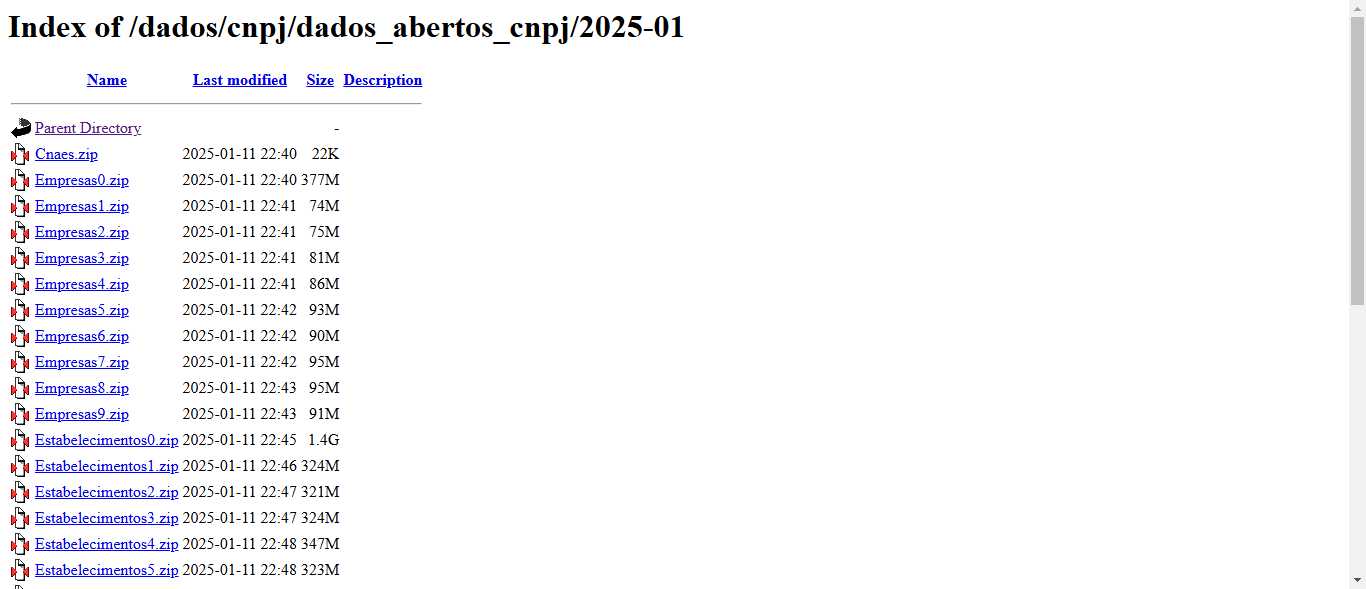 Index of /dados/cnpj/dados_abertos_cnpj/2025-01
Name Last modified Size Description
Parent Directory -
Cnaes.zip 2025-01-11 22:40 22K
Empresas0.zip 2025-01-11 22:40 377M
Empresas1.zip 2025-01-11 22:41 74M
Empresas2.zip 2025-01-11 22:41 75M
Empresas3.zip 2025-01-11 22:41 81M
Empresas4.zip 2025-01-11 22:41 86M
Empresas5.zip 2025-01-11 22:42 93M
Empresas6.zip 2025-01-11 22:42 90M
Empresas7.zip 2025-01-11 22:42 95M
Empresas8.zip 2025-01-11 22:43 95M
Empresas9.zip 2025-01-11 22:43 91M
Estabelecimentos0.zip 2025-01-11 22:45 1.4G
Estabelecimentos1.zip 2025-01-11 22:46 324M
Estabelecimentos2.zip 2025-01-11 22:47 321M
Estabelecimentos3.zip 2025-01-11 22:47 324M
Estabelecimentos4.zip 2025-01-11 22:48 347M
Estabelecimentos5.zip 2025-01-11 22:48 323M